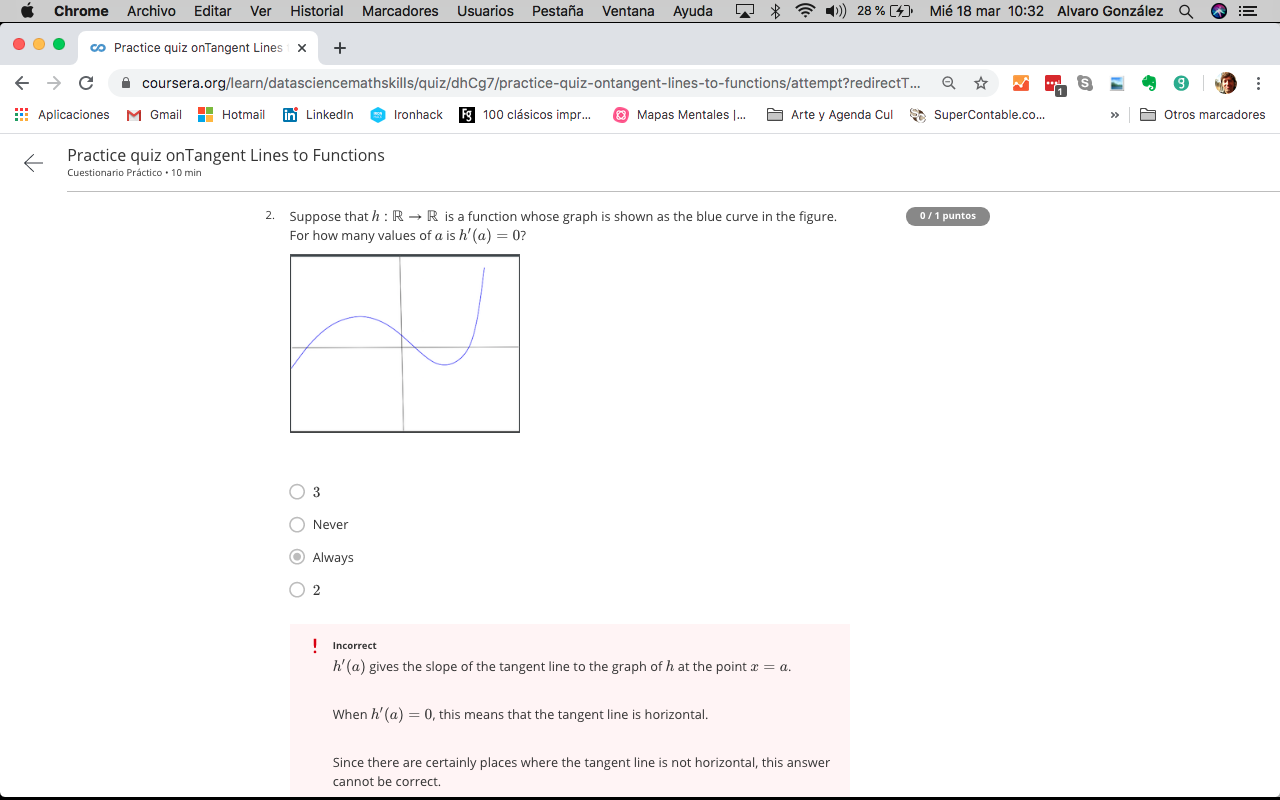 Chrome Archivo Editar Ver Historial Marcadores Usuarios Pestaña Ventana Ayuda 28 % Mié 18 mar 10:32 Alvaro González
Practice quiz onTangent Lines
coursera.org/learn/datasciencemathskills/quiz/dhCg7/practice-quiz-ontangent-lines-to-functions/attempt?redirectT... 1
Aplicaciones Gmail Hotmail LinkedIn Ironhack Fg 100 clásicos impr... Mapas Mentales |... Arte y Agenda Cul SuperContable.co... » Otros marcadores
Practice quiz onTangent Lines to Functions
Cuestionario Práctico • 10 min
2. Suppose that h : ℝ → ℝ is a function whose graph is shown as the blue curve in the figure. 0 / 1 puntos
For how many values of a is h′(a) = 0?
3
Never
Always
2
! Incorrect
h′(a) gives the slope of the tangent line to the graph of h at the point x = a.
When h′(a) = 0, this means that the tangent line is horizontal.
Since there are certainly places where the tangent line is not horizontal, this answer
cannot be correct.